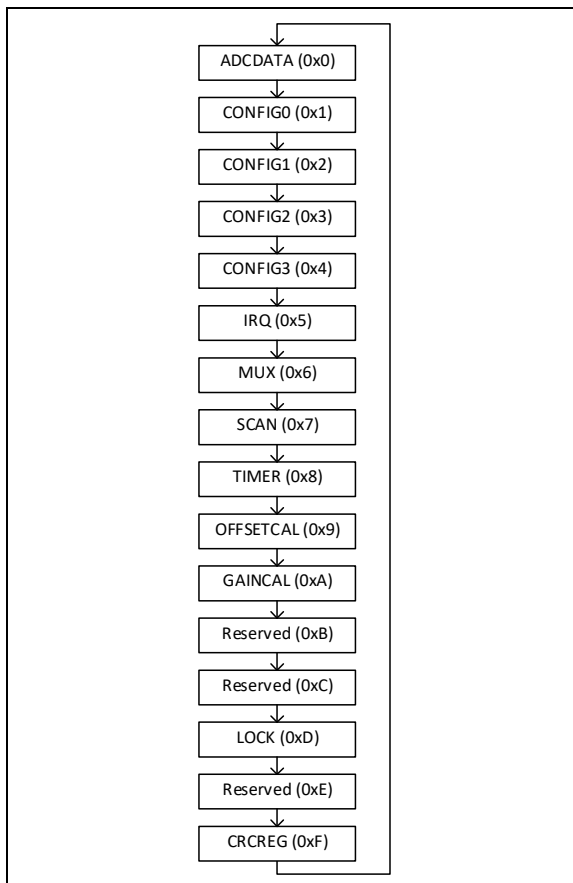 ADCDATA (0x0)
CONFIG0 (0x1)
CONFIG1 (0x2)
CONFIG2 (0x3)
CONFIG3 (0x4)
IRQ (0x5)
MUX (0x6)
SCAN (0x7)
TIMER (0x8)
OFFSETCAL (0x9)
GAINCAL (0xA)
Reserved (0xB)
Reserved (0xC)
LOCK (0xD)
Reserved (0xE)
CRCREG (0xF)